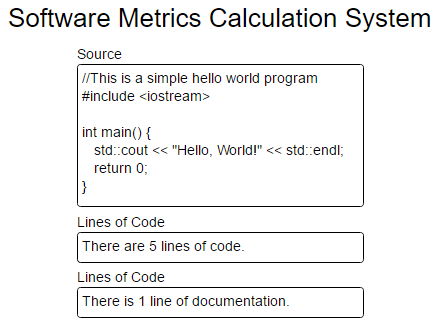 Software Metrics Calculation System
Source
//This is a simple hello world program
#include <iostream>
int main() {
std::cout << "Hello, World!" << std::endl;
return 0;
}
Lines of Code
There are 5 lines of code.
Lines of Code
There is 1 line of documentation.